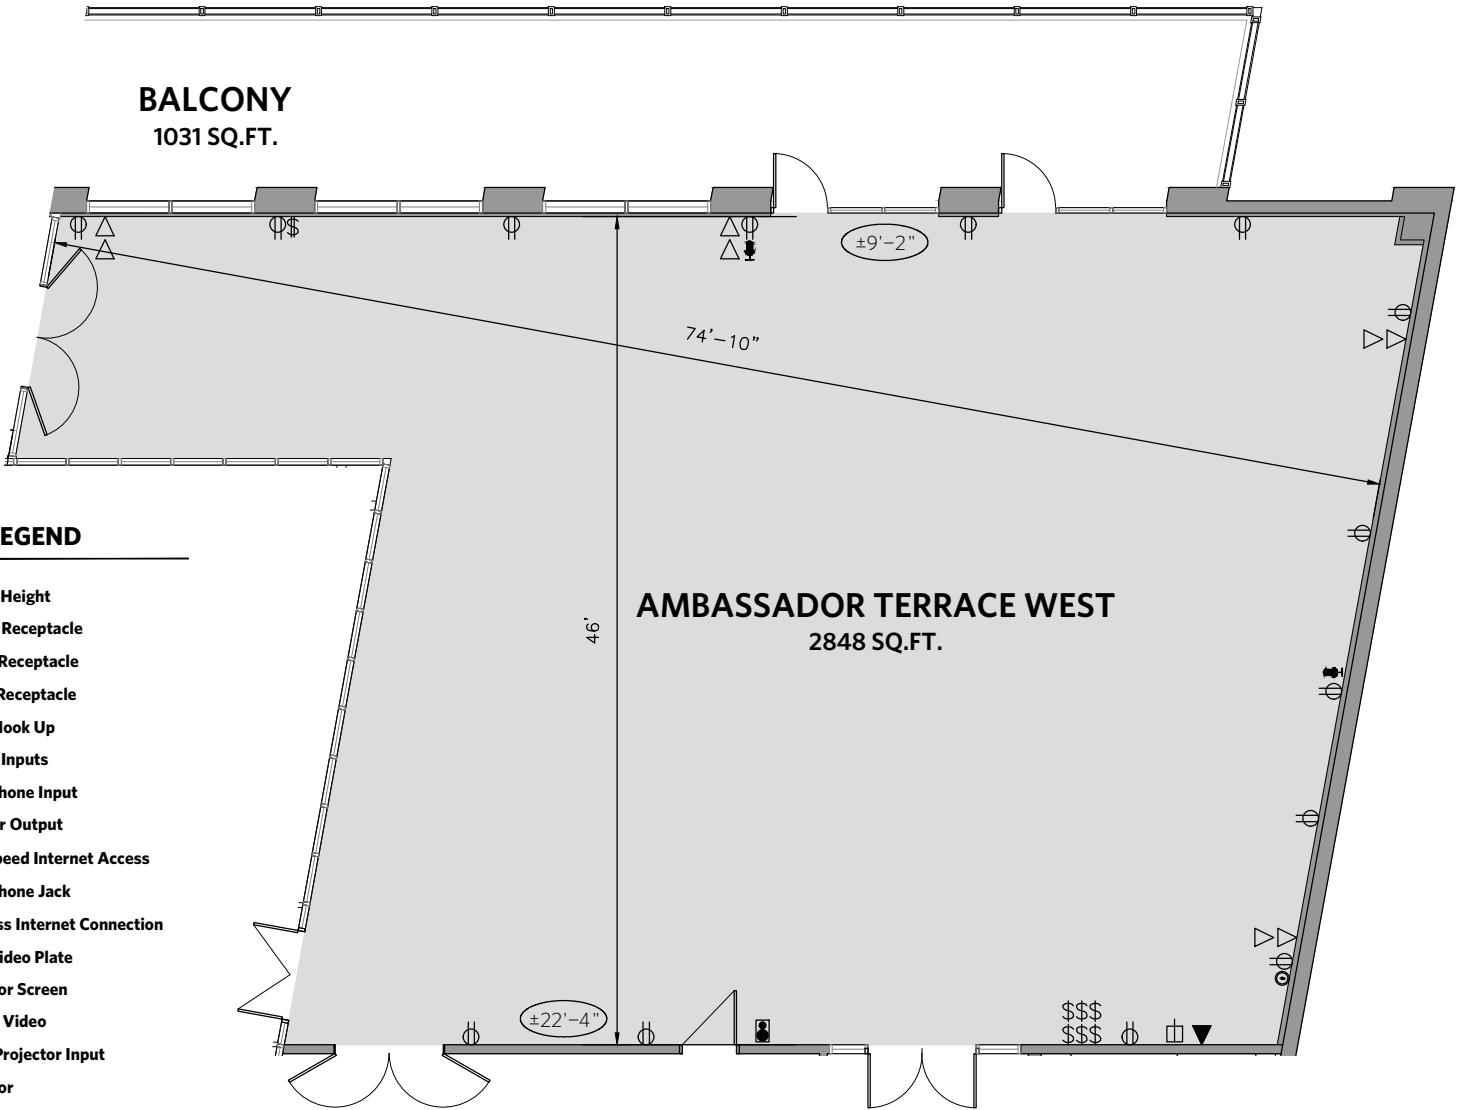 BALCONY
1031 SQ.FT.
$
±9'–2"
74'–10"
46'
AMBASSADOR TERRACE WEST
2848 SQ.FT.
EGEND
Height
Receptacle
Receptacle
Receptacle
Hook Up
Inputs
hone Input
r Output
peed Internet Access
hone Jack
ss Internet Connection
ideo Plate
or Screen
Video
Projector Input
or
±22'–4"
$$$
$$$